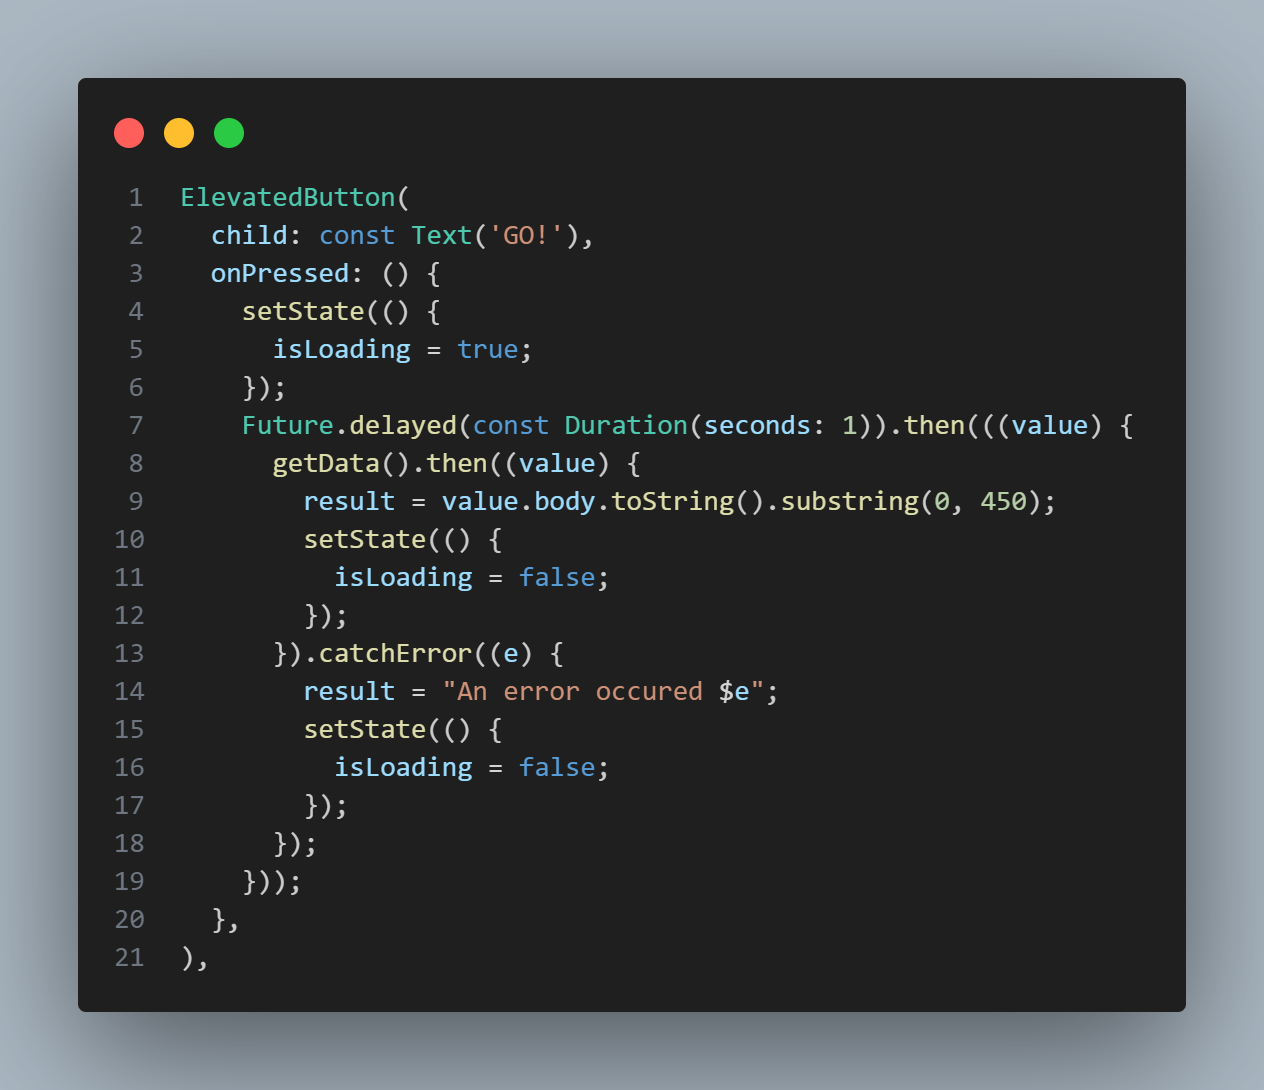 1 ElevatedButton(
2   child: const Text('GO!'),
3   onPressed: () {
4     setState(() {
5       isLoading = true;
6     });
7     Future.delayed(const Duration(seconds: 1)).then(((value) {
8       getData().then((value) {
9         result = value.body.toString().substring(0, 450);
10         setState(() {
11           isLoading = false;
12         });
13       }).catchError((e) {
14         result = "An error occured $e";
15         setState(() {
16           isLoading = false;
17         });
18       });
19     }));
20   },
21 ),